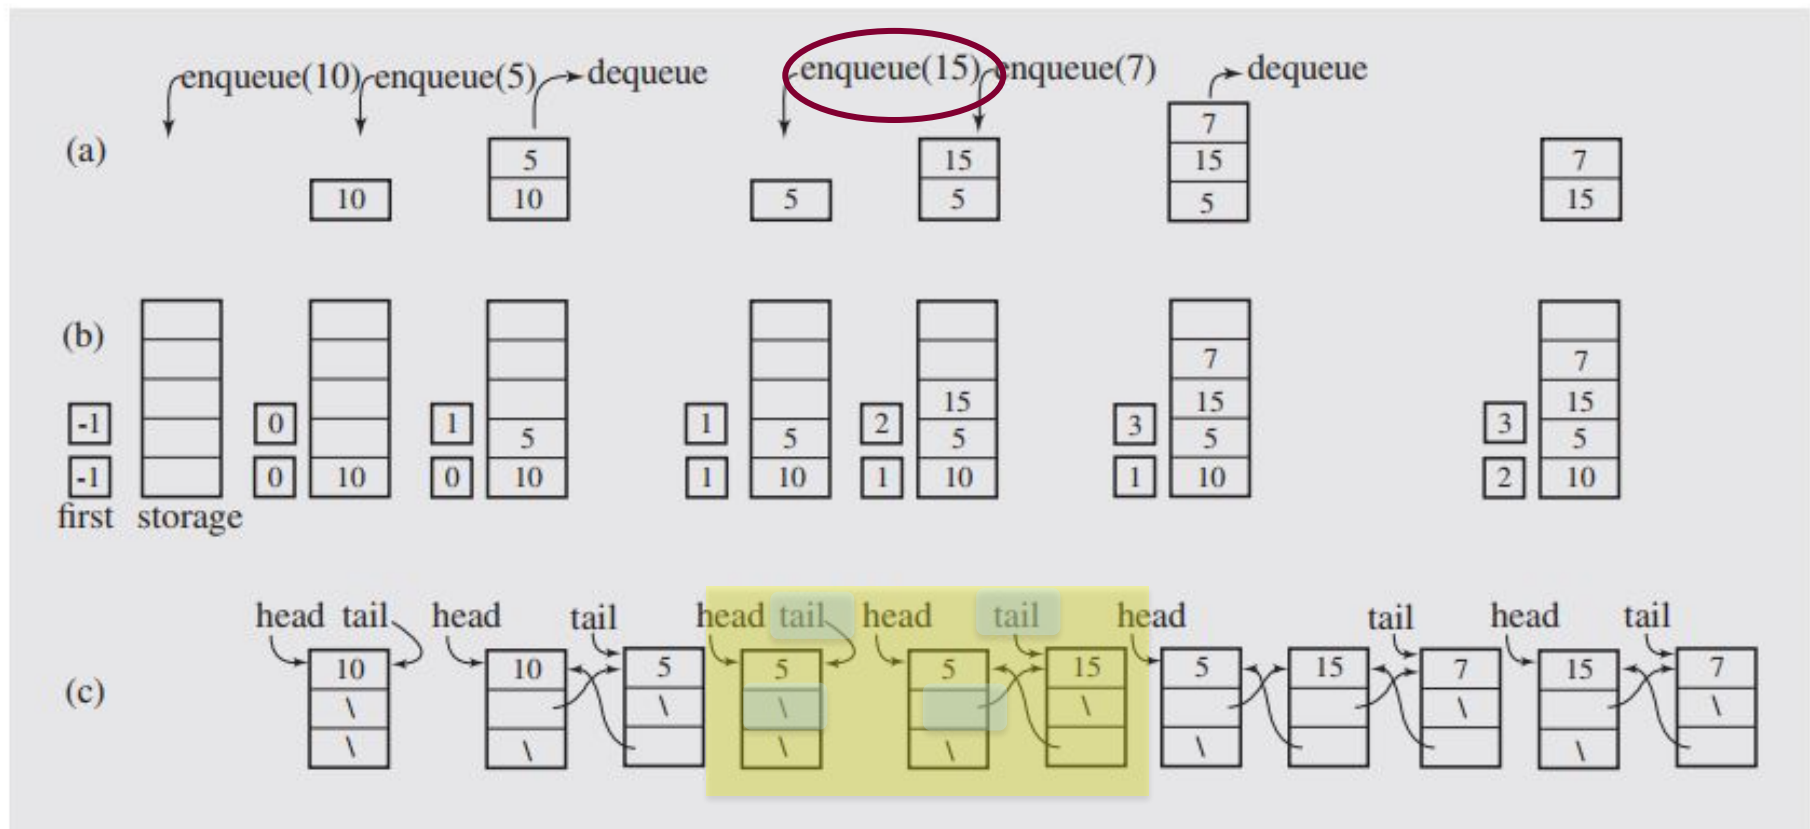 enqueue(10) enqueue(5) dequeue enqueue(15) enqueue(7) dequeue
7
(a) 5 15 15 7
10 10 5 5 5 15
(b) 7 7
-1 0 1 1 2 15 3 15 3 15
5 5 5 5 5
-1 0 10 0 10 1 10 1 10 1 10 2 10
first storage
head tail head tail head tail head tail head tail head tail
10 10 5 5 5 15 5 15 7 15 7
(c) \ \ \ \ \ \
\ \ \ \ \ \